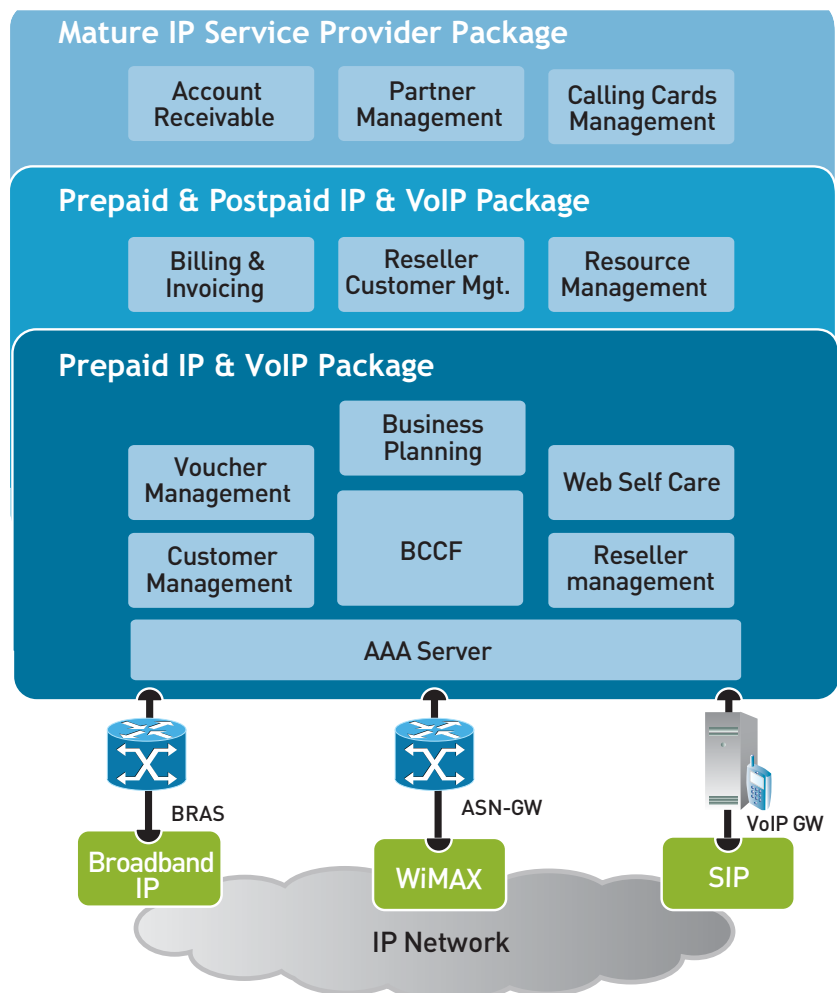 Mature IP Service Provider Package
Account
Receivable
Partner
Management
Calling Cards
Management
Prepaid & Postpaid IP & VoIP Package
Billing &
Invoicing
Reseller
Customer Mgt.
Resource
Management
Prepaid IP & VoIP Package
Business
Planning
Voucher
Management
Web Self Care
BCCF
Customer
Management
Reseller
management
AAA Server
BRAS
ASN-GW
VoIP GW
Broadband
IP
WiMAX
SIP
IP Network